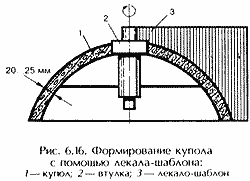 1
2
3
20
25 мм
Рис. 6.16. Формирование купола
с помощью лекала-шаблона:
1 — купол; 2 — втулка; 3 — лекало-шаблон